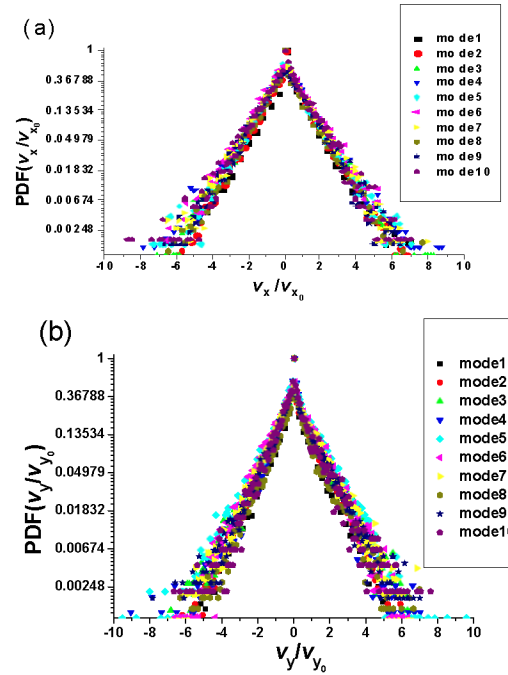 (a)
PDF(vx/vx0)
1
0.36788
0.13534
0.04979
0.01832
0.00674
0.00248
-10 -8 -6 -4 -2 0 2 4 6 8 10
vx/vx0
mo de1
mo de2
mo de3
mo de4
mo de5
mo de6
mo de7
mo de8
mo de9
mo de10
(b)
PDF(vy/vy0)
1
0.36788
0.13534
0.04979
0.01832
0.00674
0.00248
-10 -8 -6 -4 -2 0 2 4 6 8 10
vy/vy0
mode1
mode2
mode3
mode4
mode5
mode6
mode7
mode8
mode9
mode10